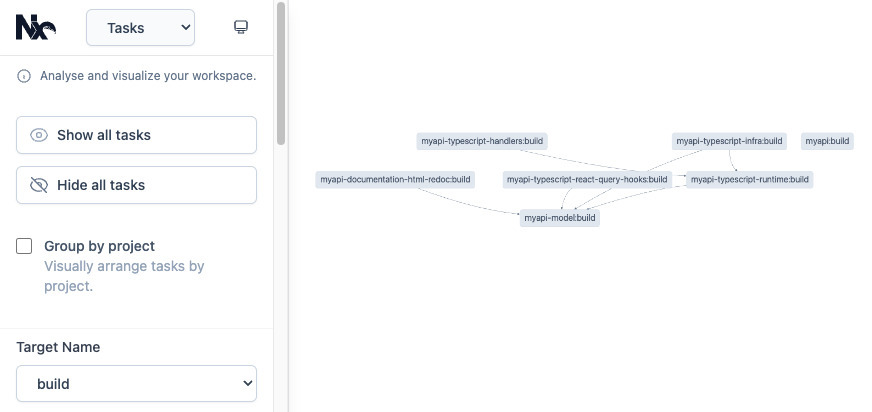 Nx
Tasks
Analyse and visualize your workspace.
Show all tasks
Hide all tasks
Group by project
Visually arrange tasks by
project.
Target Name
build
myapi-typescript-handlers:build
myapi-typescript-infra:build
myapi:build
myapi-documentation-html-redoc:build
myapi-typescript-react-query-hooks:build
myapi-typescript-runtime:build
myapi-model:build